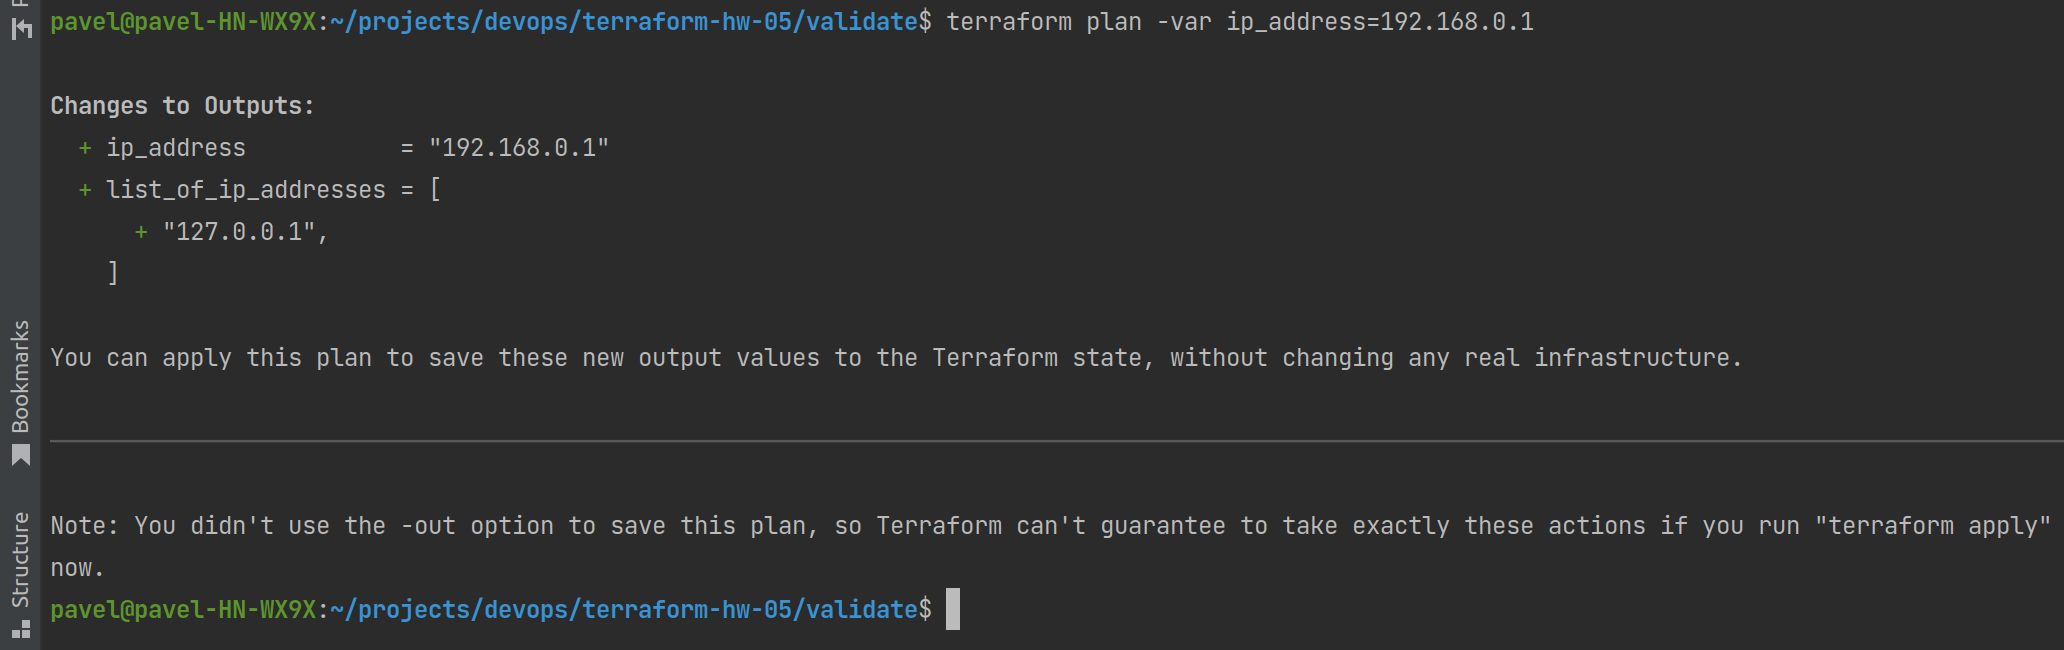 pavel@pavel-HN-WX9X:~/projects/devops/terraform-hw-05/validate$ terraform plan -var ip_address=192.168.0.1
Changes to Outputs:
  + ip_address           = "192.168.0.1"
  + list_of_ip_addresses = [
      + "127.0.0.1",
    ]
You can apply this plan to save these new output values to the Terraform state, without changing any real infrastructure.
Note: You didn't use the -out option to save this plan, so Terraform can't guarantee to take exactly these actions if you run "terraform apply"
now.
pavel@pavel-HN-WX9X:~/projects/devops/terraform-hw-05/validate$
Bookmarks
Structure